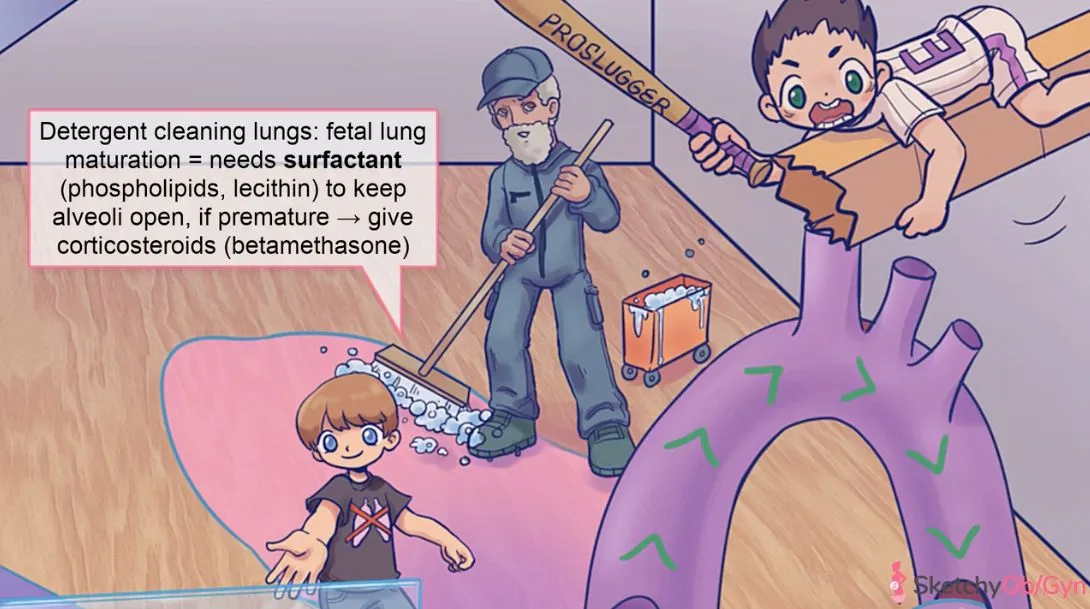 PROSLUGGER
Detergent cleaning lungs: fetal lung
maturation = needs surfactant
(phospholipids, lecithin) to keep
alveoli open, if premature → give
corticosteroids (betamethasone)
SketchyOb/Gyn